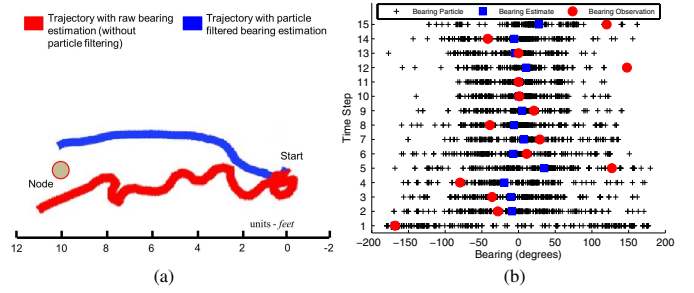 Trajectory with raw bearing
estimation (without
particle filtering)
Trajectory with particle
filtered bearing estimation
Node
Start
units - feet
12 10 8 6 4 2 0 -2
(a)
Bearing Particle Bearing Estimate Bearing Observation
15
14
13
12
11
10
9
8
7
6
5
4
3
2
1
Time Step
−200 −150 −100 −50 0 50 100 150 200
Bearing (degrees)
(b)